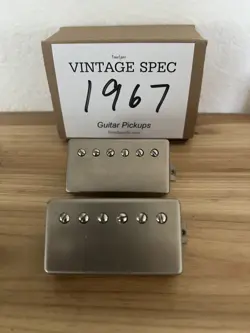 VINTAGE SPEC
1967
Guitar Pickups